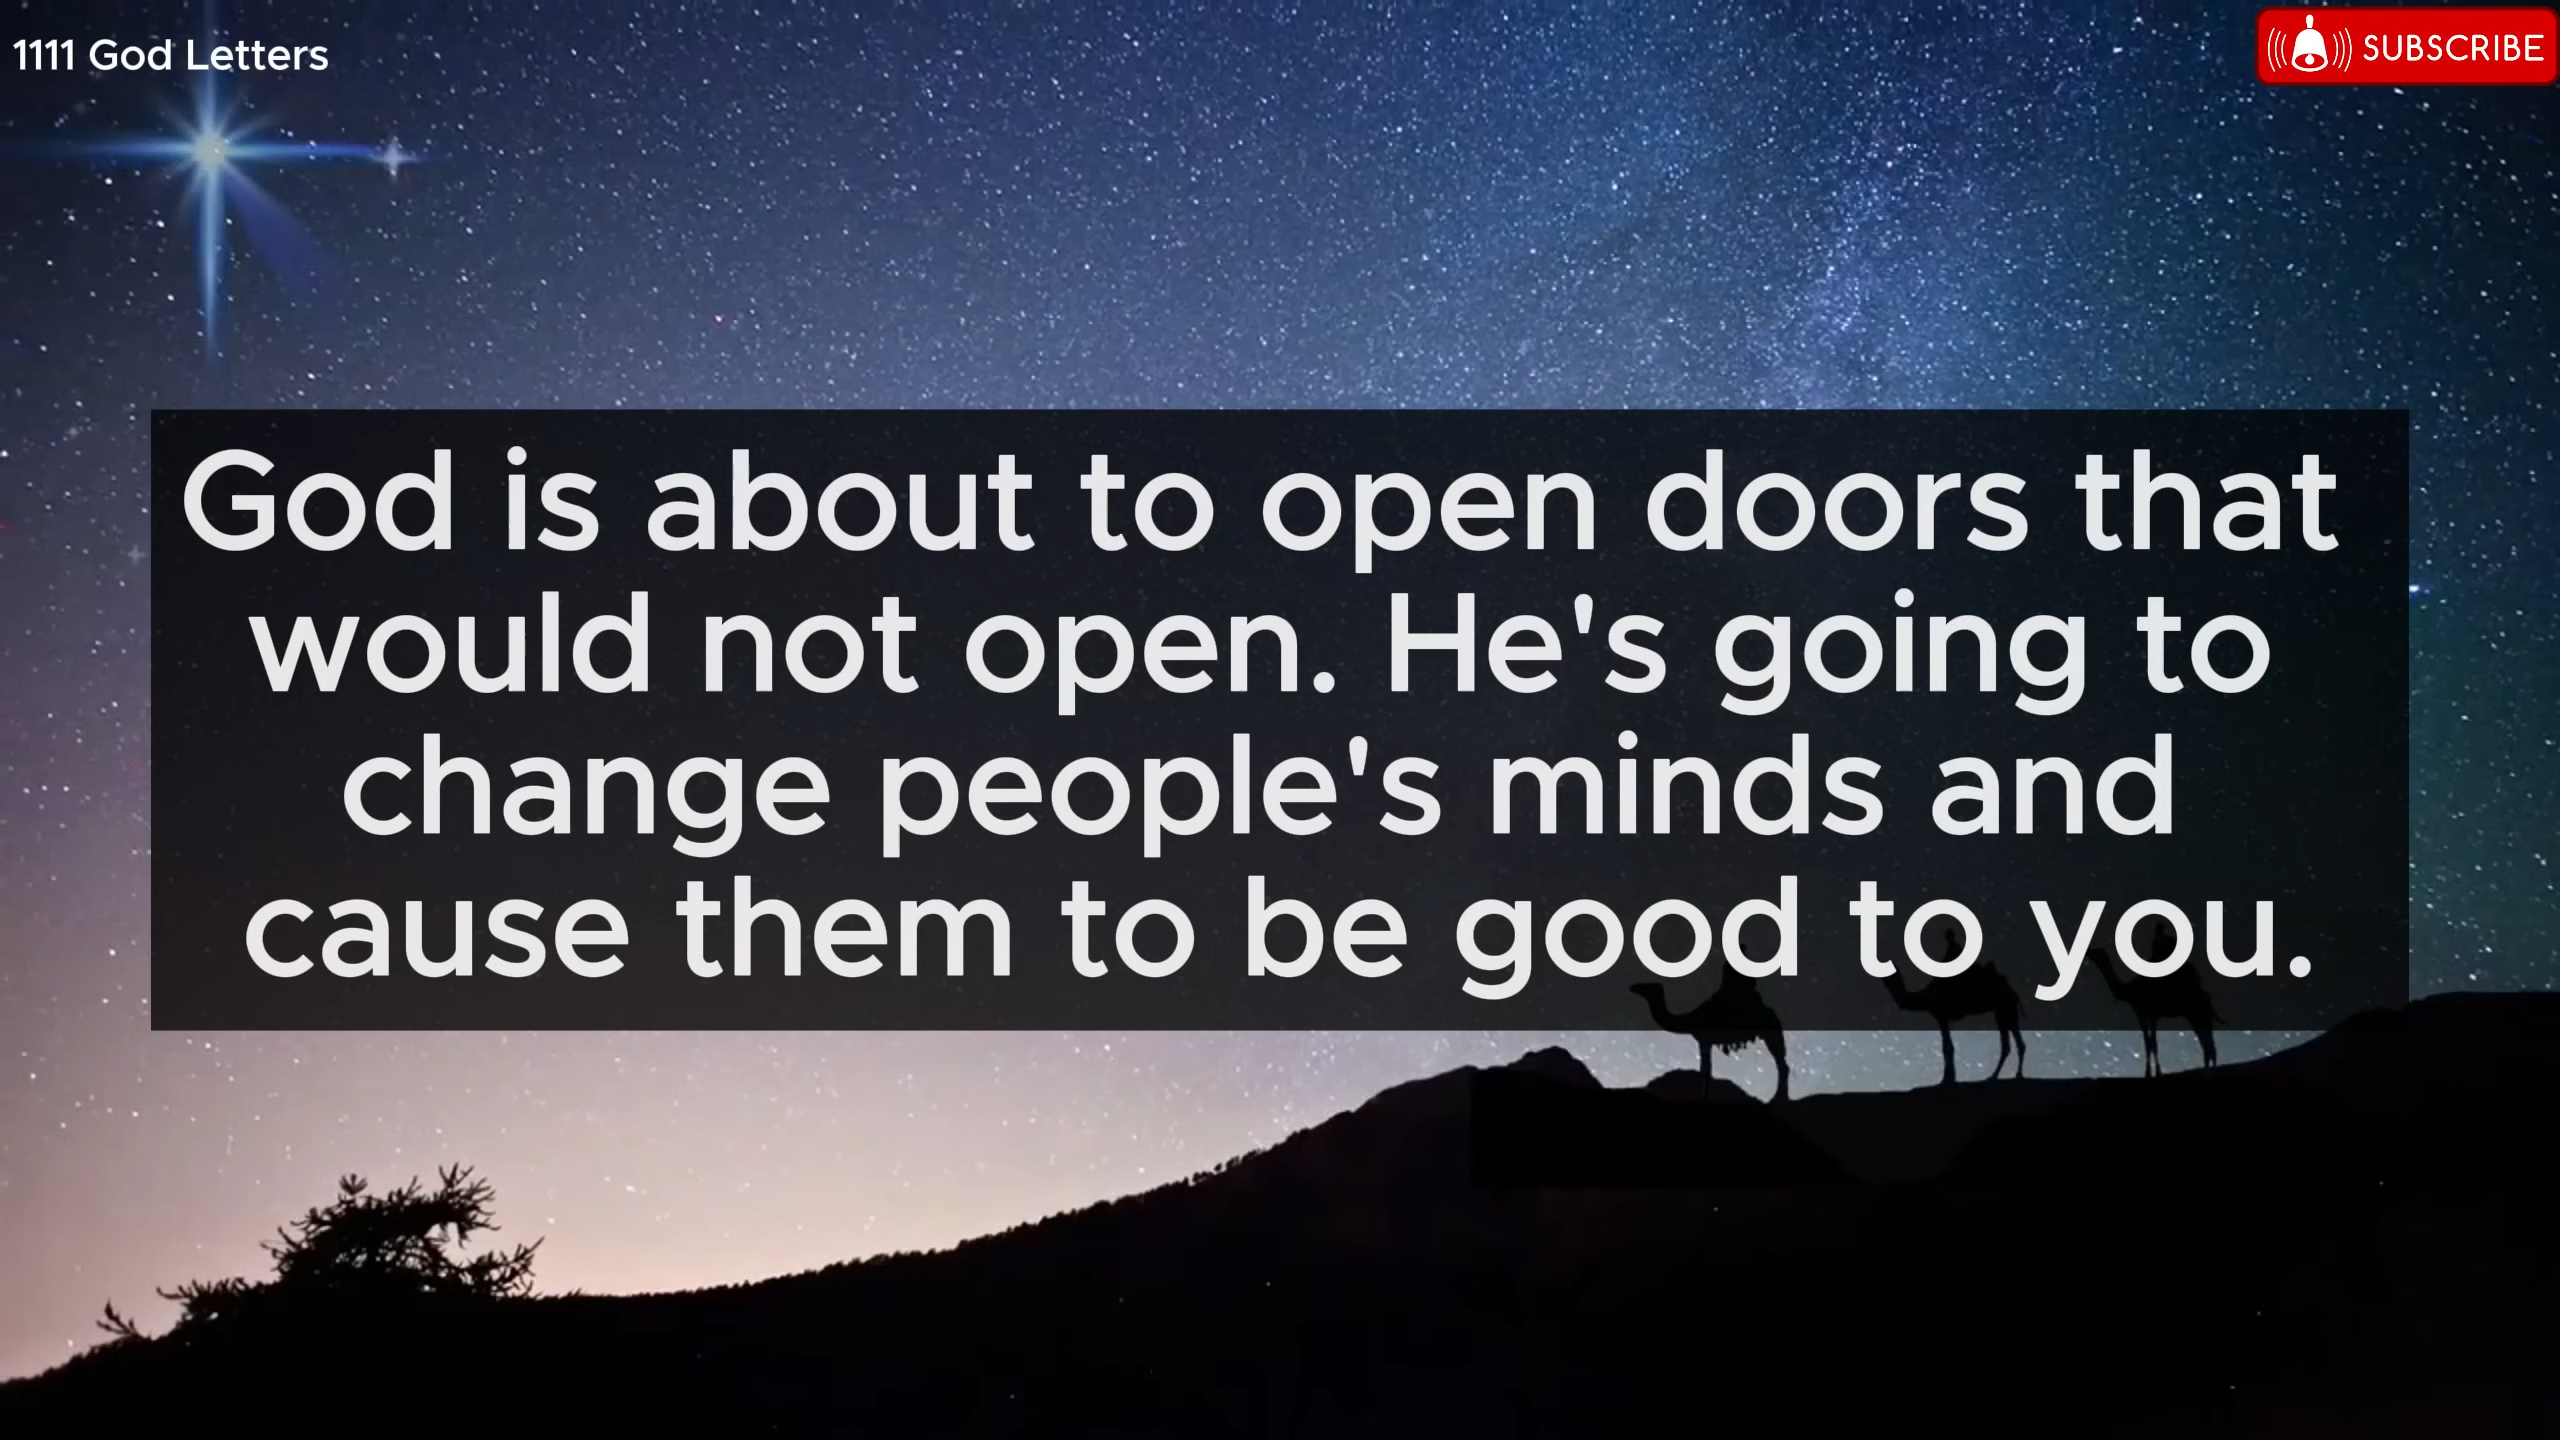 1111 God Letters
SUBSCRIBE
God is about to open doors that
would not open. He's going to
change people's minds and
cause them to be good to you.